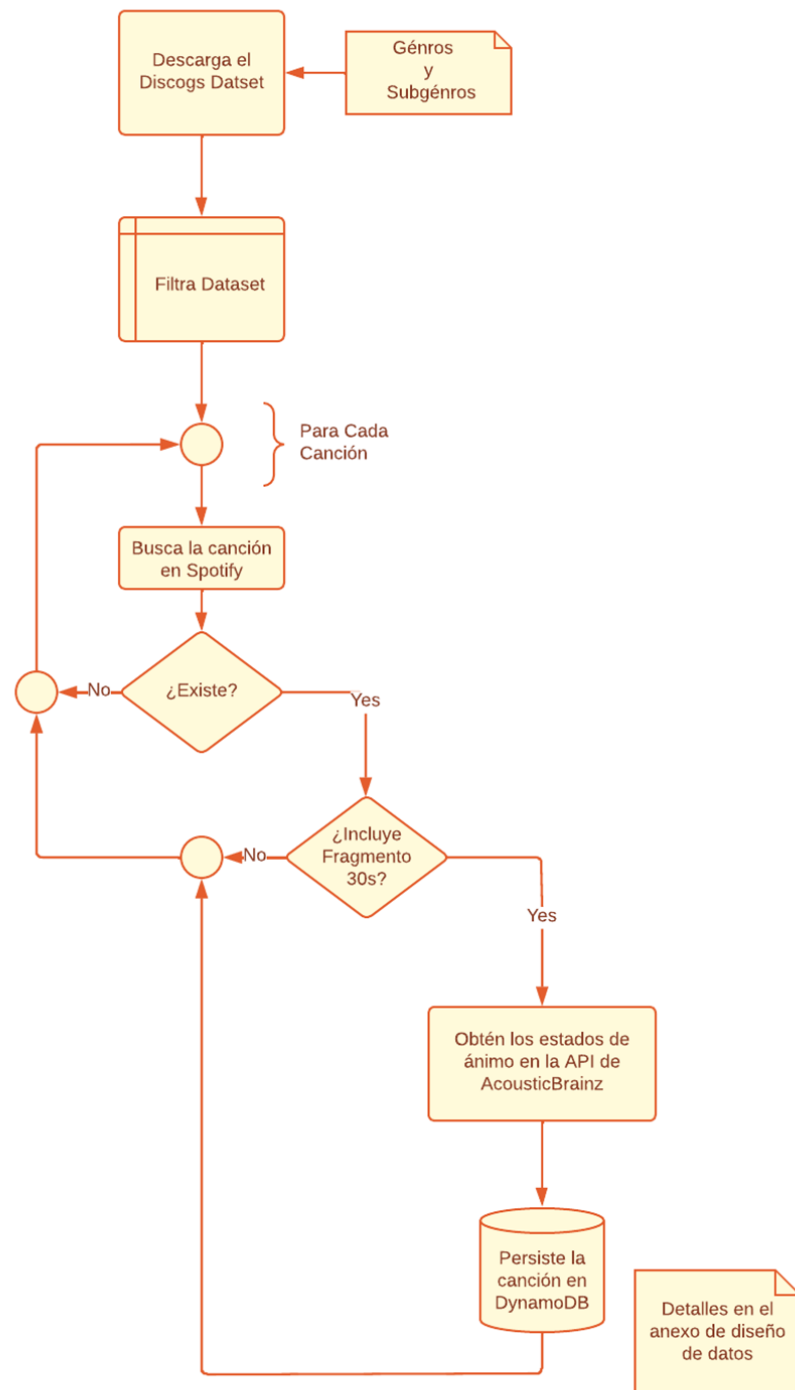 Descarga el
Discogs Datset
Génros
y
Subgénros
Filtra Dataset
Para Cada
Canción
Busca la canción
en Spotify
¿Existe?
No
Yes
¿Incluye
Fragmento
30s?
No
Yes
Obtén los estados de
ánimo en la API de
AcousticBrainz
Persiste la
canción en
DynamoDB
Detalles en el
anexo de diseño
de datos